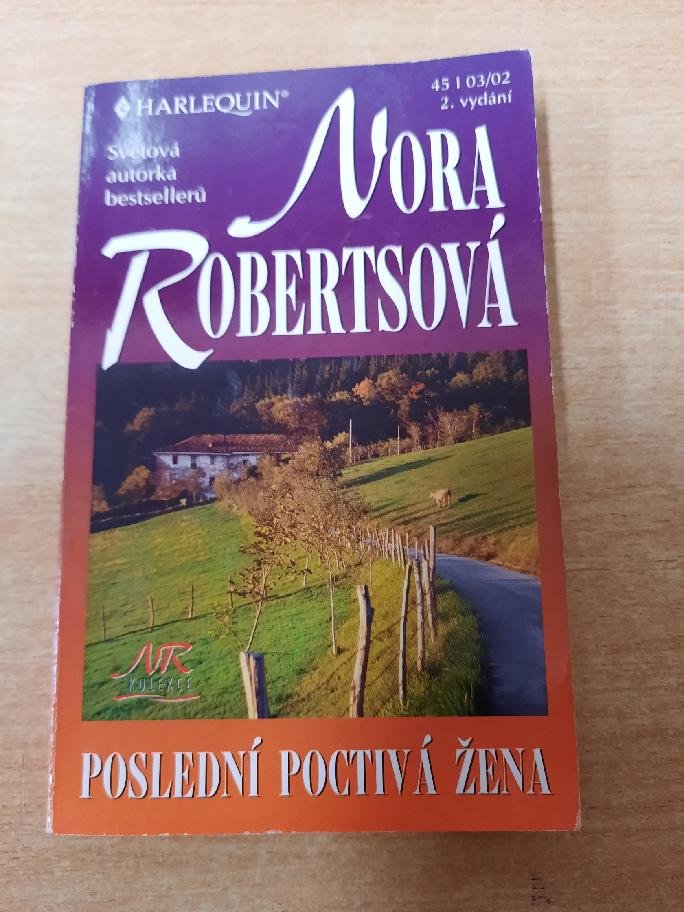 HARLEQUIN®
45 I 03/02
2. vydání
Světová
autorka
bestsellerů
NORA
ROBERTSOVÁ
NR
KOLEKCE
POSLEDNÍ POCTIVÁ ŽENA